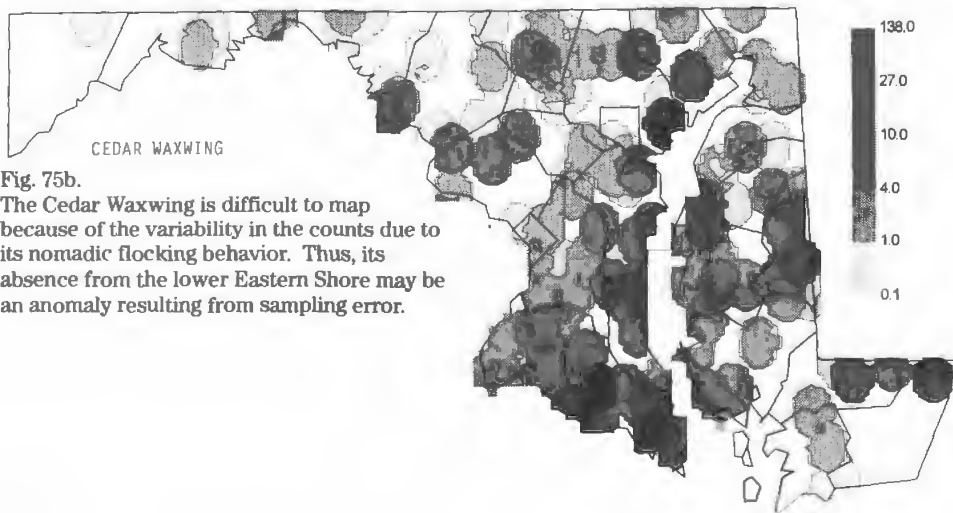 138.0
27.0
10.0
4.0
1.0
0.1
CEDAR WAXWING
Fig. 75b.
The Cedar Waxwing is difficult to map
because of the variability in the counts due to
its nomadic flocking behavior. Thus, its
absence from the lower Eastern Shore may be
an anomaly resulting from sampling error.